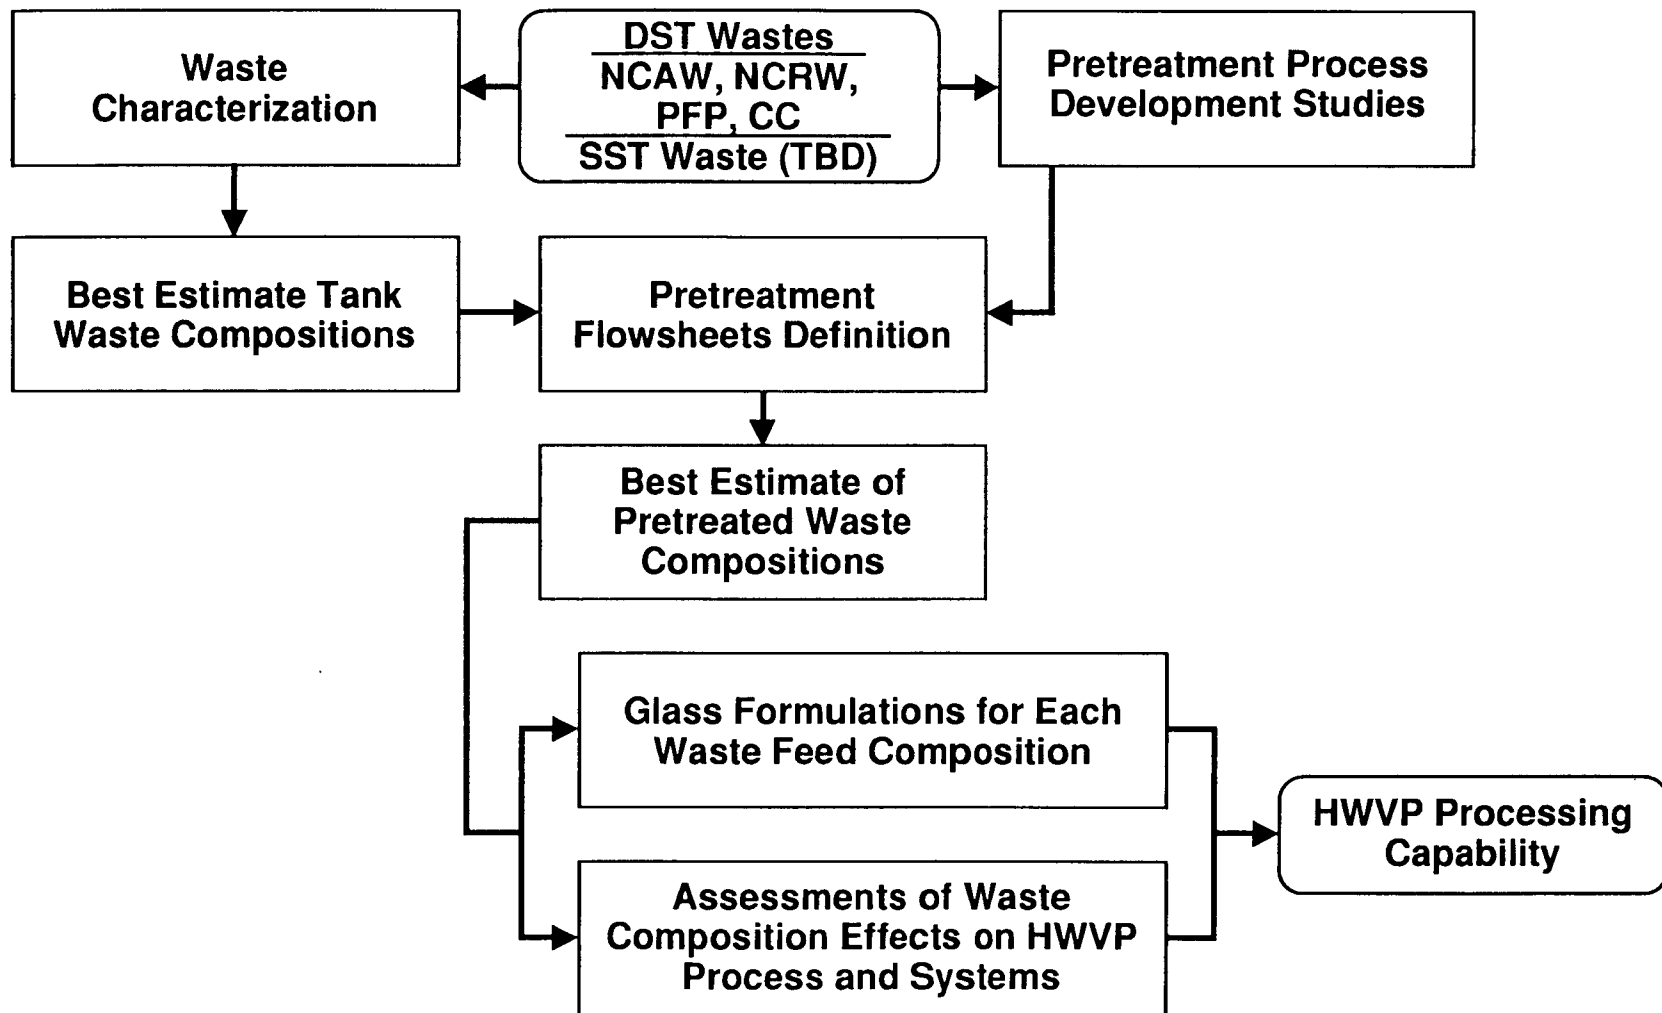 Waste
Characterization
DST Wastes
NCAW, NCRW,
PFP, CC
SST Waste (TBD)
Pretreatment Process
Development Studies
Best Estimate Tank
Waste Compositions
Pretreatment
Flowsheets Definition
Best Estimate of
Pretreated Waste
Compositions
Glass Formulations for Each
Waste Feed Composition
Assessments of Waste
Composition Effects on HWVP
Process and Systems
HWVP Processing
Capability